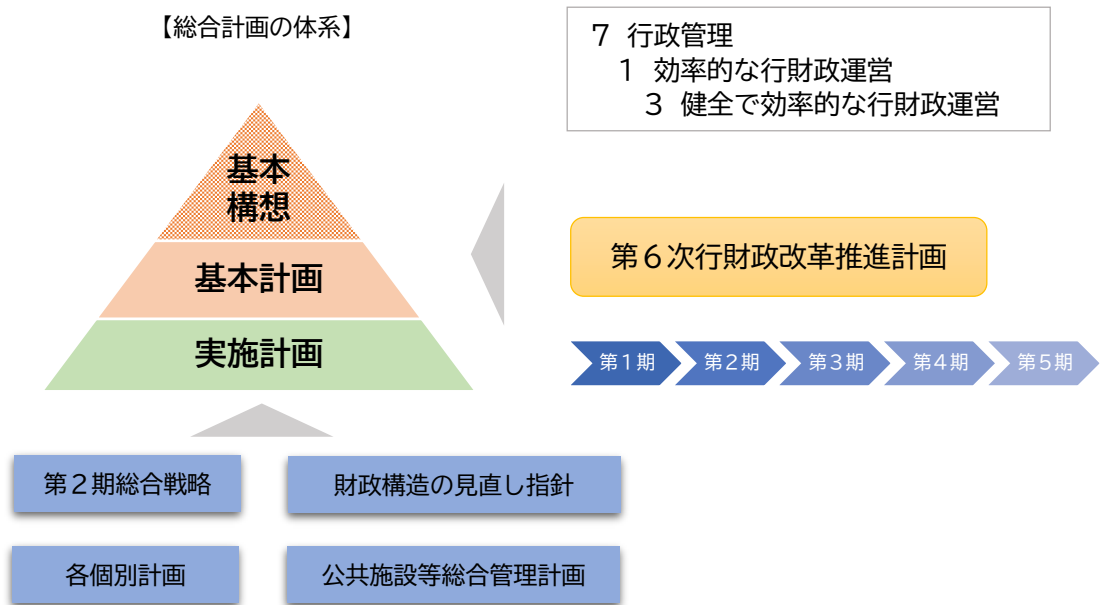 【総合計画の体系】
7 行政管理
1 効率的な行財政運営
3 健全で効率的な行財政運営
基本
構想
基本計画
実施計画
第6次行財政改革推進計画
第1期
第2期
第3期
第4期
第5期
第2期総合戦略
財政構造の見直し指針
各個別計画
公共施設等総合管理計画